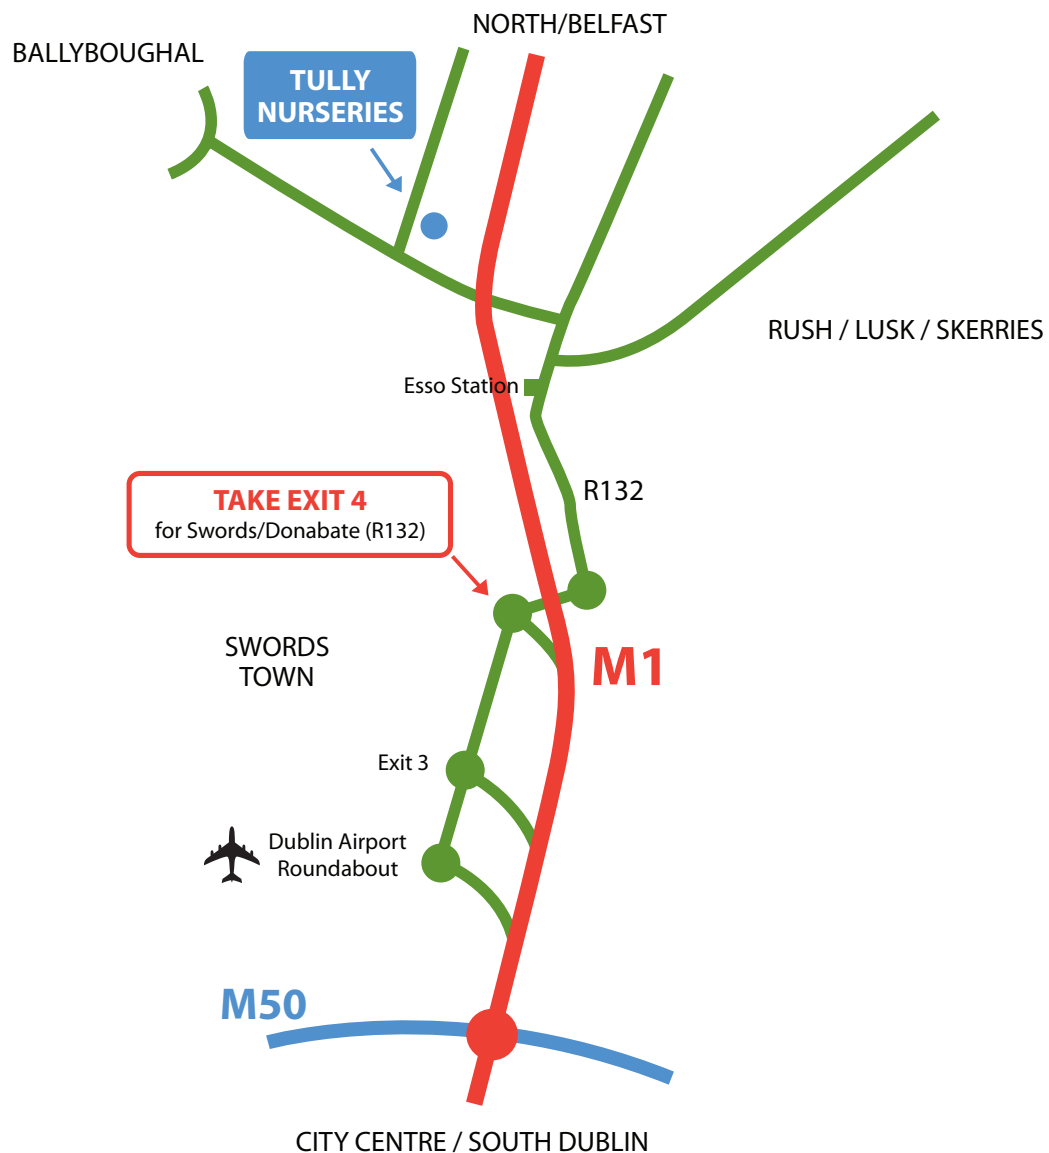 NORTH/BELFAST
BALLYBOUGHAL
TULLY
NURSERIES
RUSH / LUSK / SKERRIES
Esso Station
R132
TAKE EXIT 4
for Swords/Donabate (R132)
SWORDS
TOWN
M1
Exit 3
Dublin Airport
Roundabout
M50
CITY CENTRE / SOUTH DUBLIN